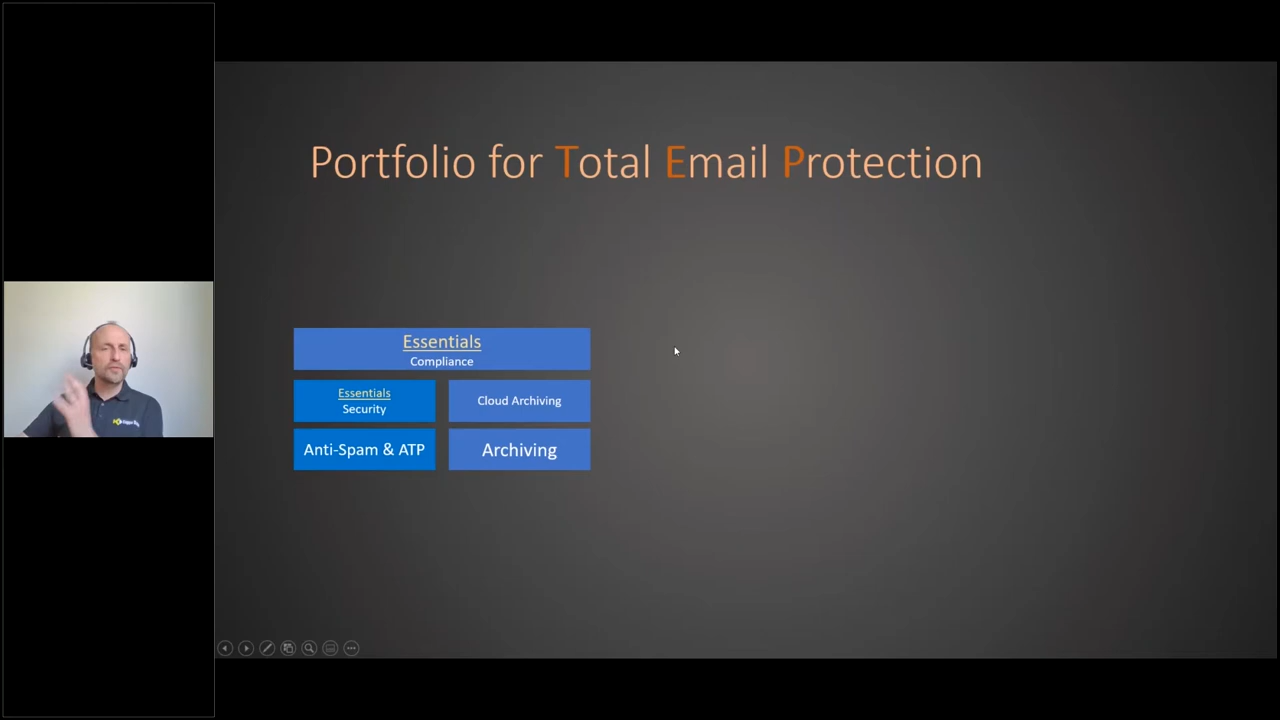 Portfolio for Total Email Protection
Essentials
Compliance
Essentials
Security
Cloud Archiving
Anti-Spam & ATP
Archiving